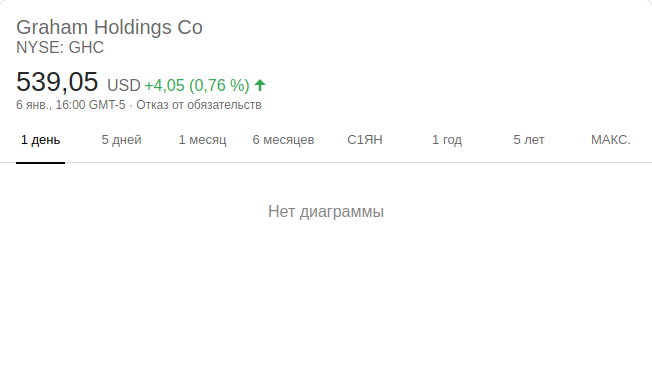 Graham Holdings Co
NYSE: GHC
539,05 USD +4,05 (0,76 %)
6 янв., 16:00 GMT-5 · Отказ от обязательств
1 день 5 дней 1 месяц 6 месяцев С1ЯН 1 год 5 лет МАКС.
Нет диаграммы